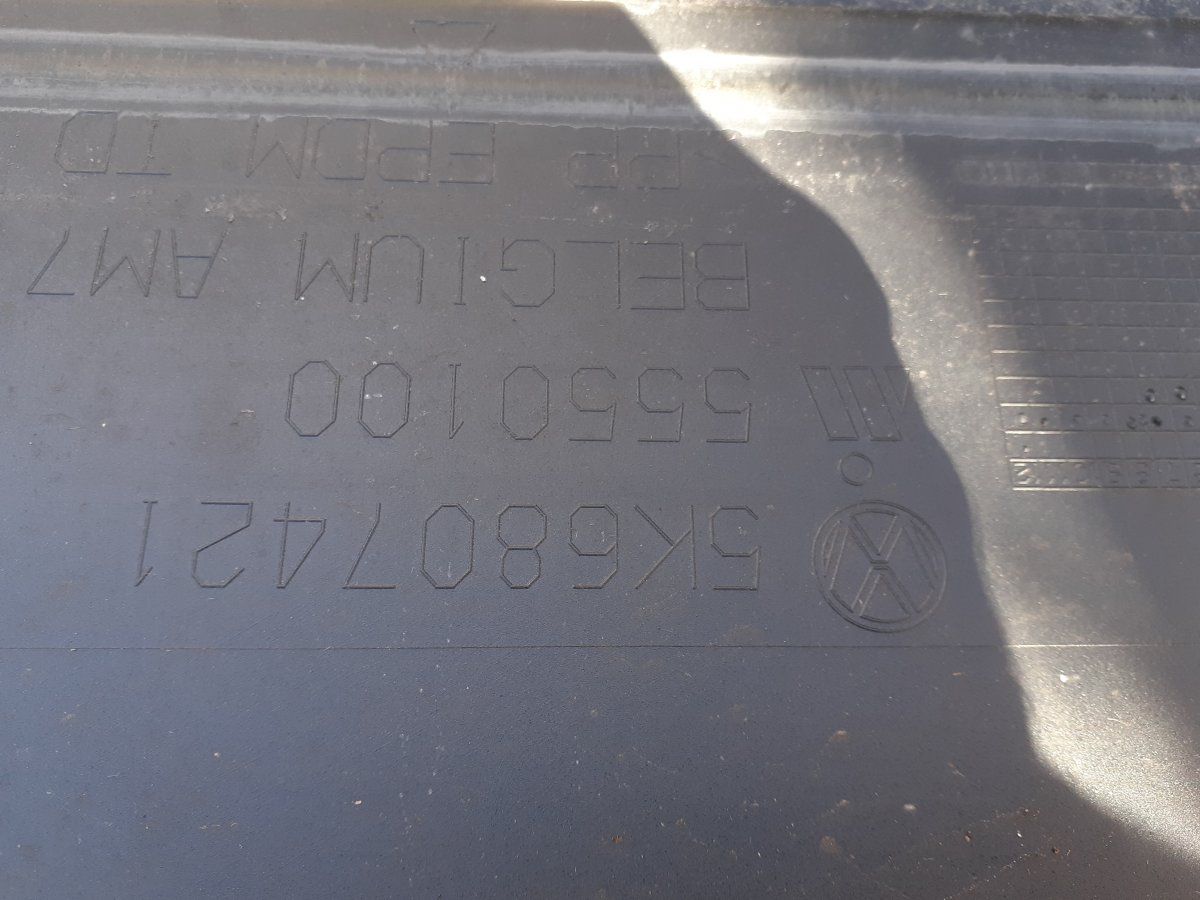 5K6807421
5550100
BELGIUM AM7
>PP EPDM TD